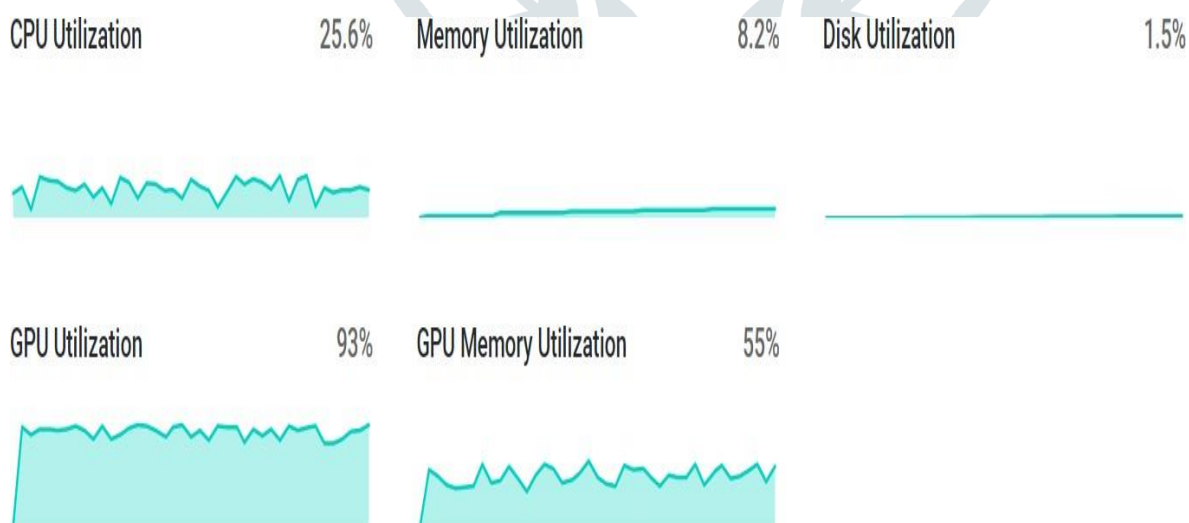 CPU Utilization 25.6% Memory Utilization 8.2% Disk Utilization 1.5%
GPU Utilization 93% GPU Memory Utilization 55%